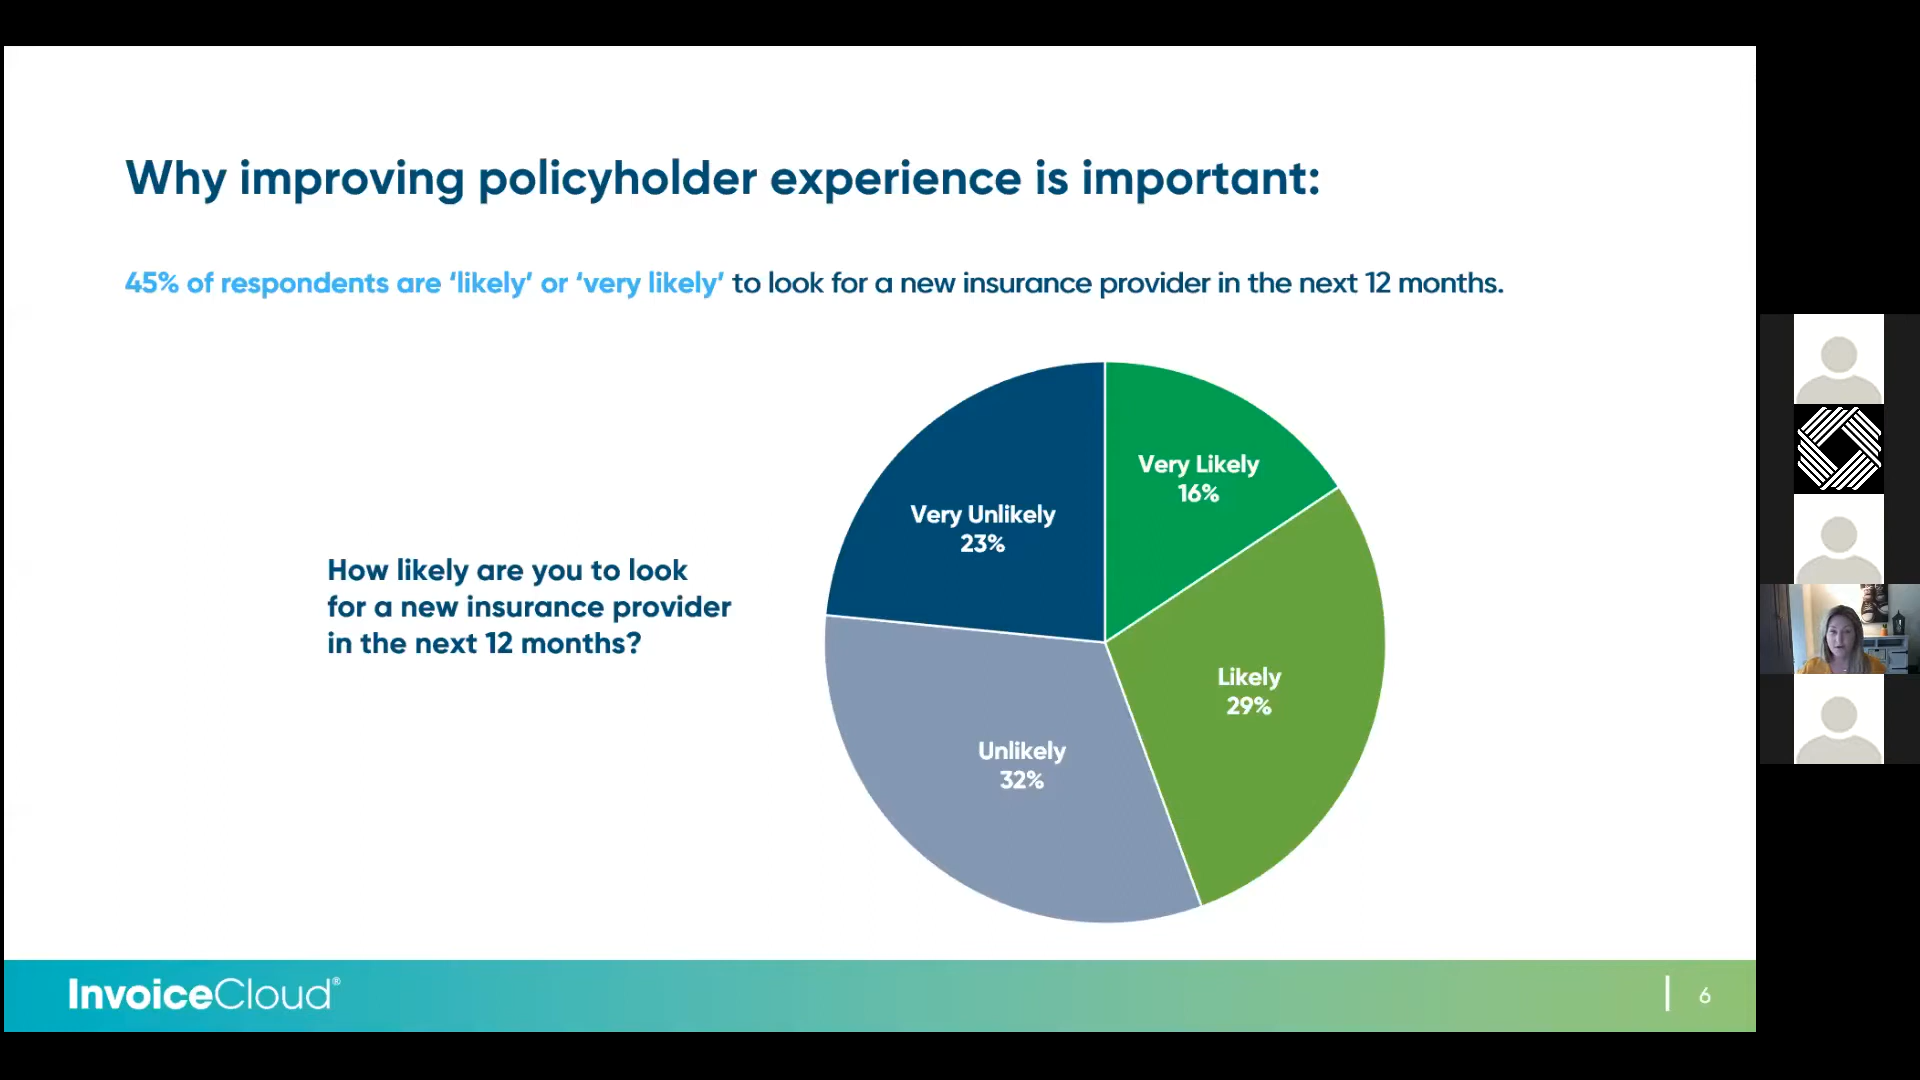 Why improving policyholder experience is important:
45% of respondents are ‘likely’ or ‘very likely’ to look for a new insurance provider in the next 12 months.
How likely are you to look
for a new insurance provider
in the next 12 months?
Very Likely
16%
Very Unlikely
23%
Likely
29%
Unlikely
32%
InvoiceCloud®
6